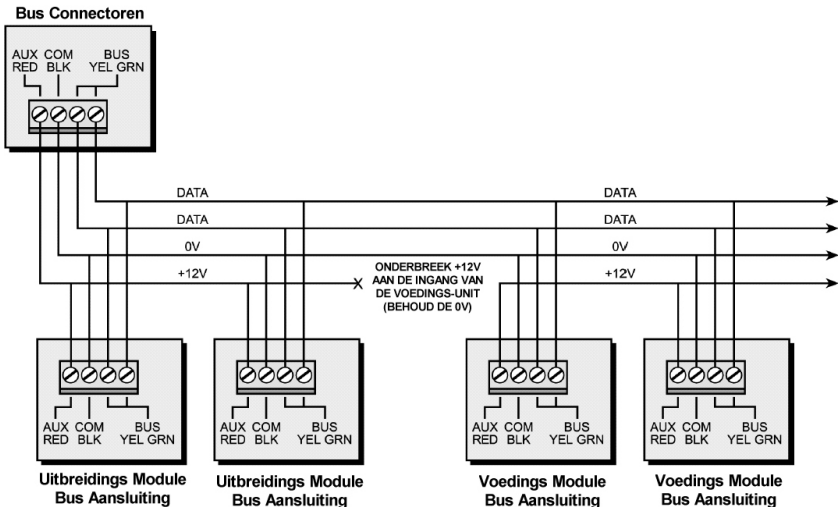 Bus Connectoren
AUX COM BUS
RED BLK YEL GRN
DATA DATA
DATA DATA
0V 0V
+12V +12V
ONDERBREEK +12V
AAN DE INGANG VAN
DE VOEDINGS-UNIT
(BEHOUD DE 0V)
X
AUX COM BUS
RED BLK YEL GRN
Uitbreidings Module
Bus Aansluiting
AUX COM BUS
RED BLK YEL GRN
Uitbreidings Module
Bus Aansluiting
AUX COM BUS
RED BLK YEL GRN
Voedings Module
Bus Aansluiting
AUX COM BUS
RED BLK YEL GRN
Voedings Module
Bus Aansluiting